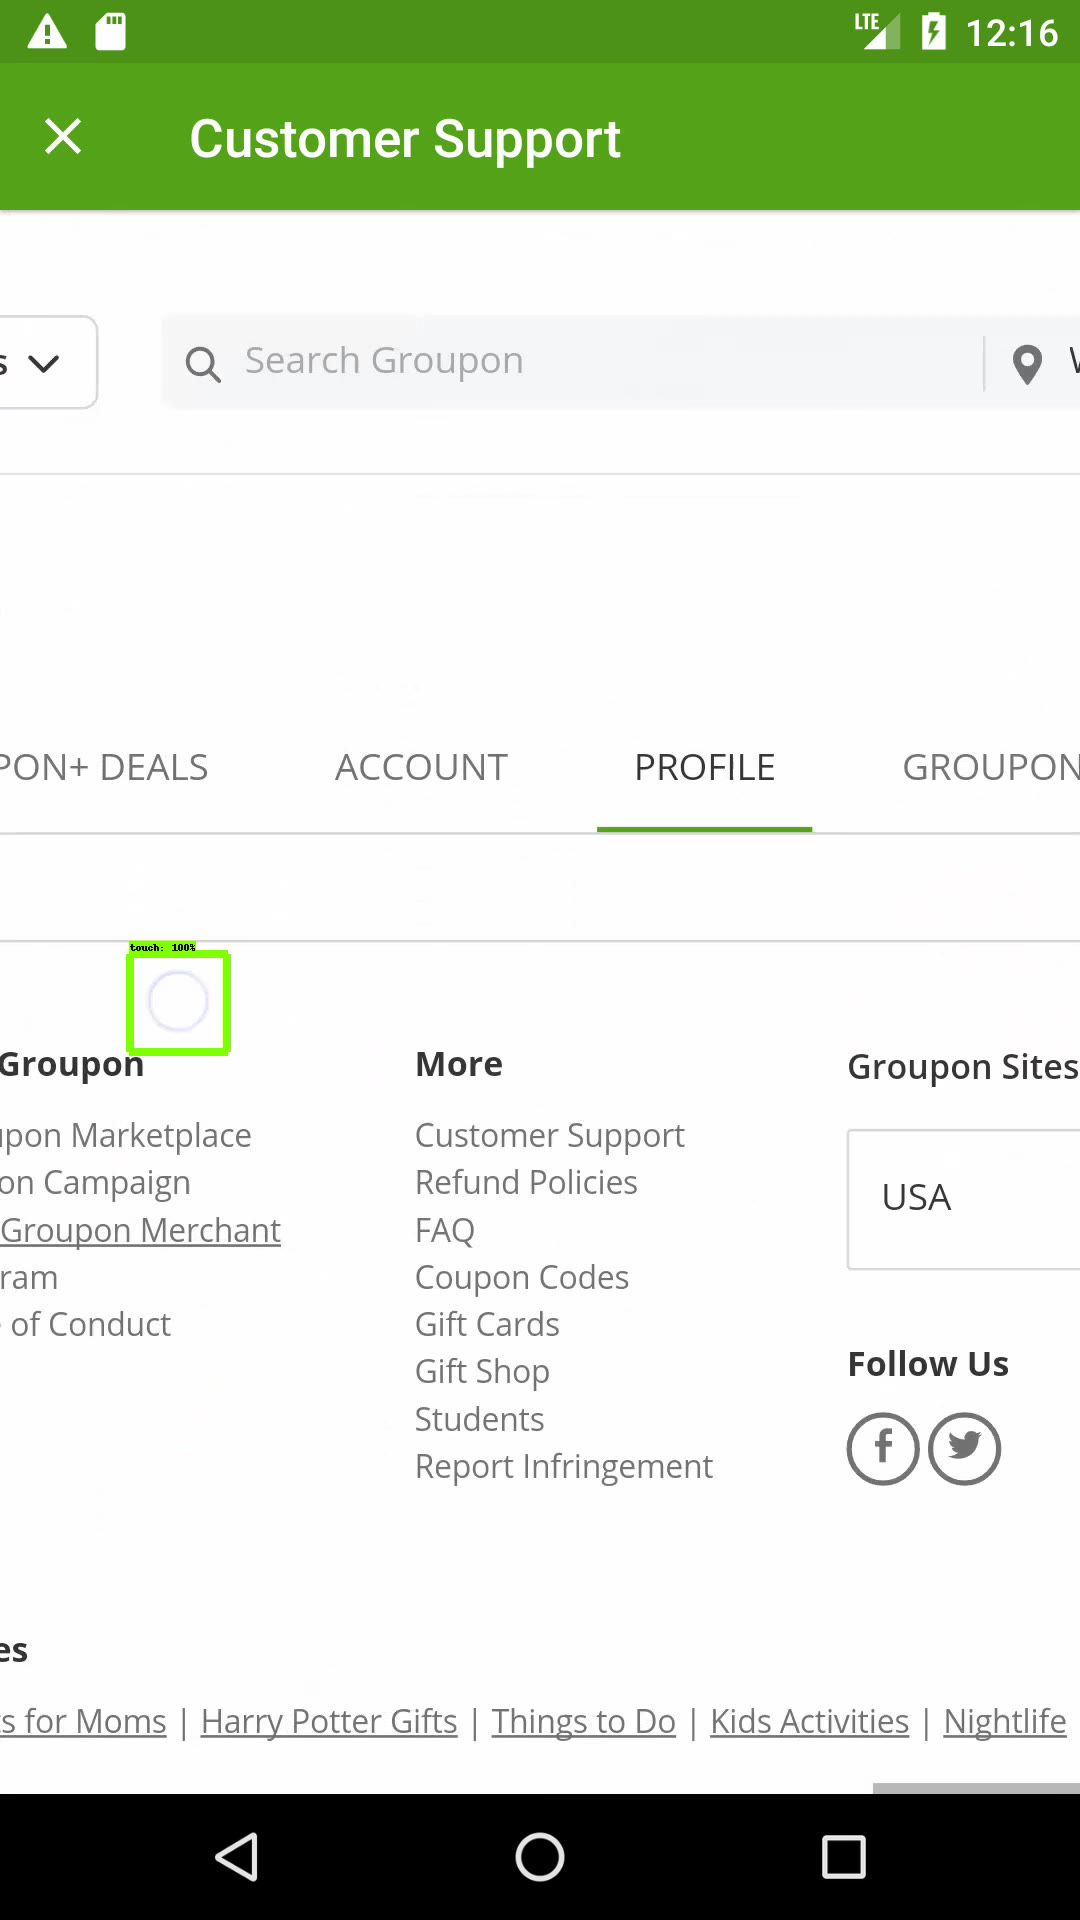 LTE 12:16
Customer Support
s Search Groupon
PON+ DEALS ACCOUNT PROFILE GROUPON
touch: 100%
Groupon
upon Marketplace
on Campaign
Groupon Merchant
ram
of Conduct
More
Customer Support
Refund Policies
FAQ
Coupon Codes
Gift Cards
Gift Shop
Students
Report Infringement
Groupon Sites
USA
Follow Us
es
s for Moms | Harry Potter Gifts | Things to Do | Kids Activities | Nightlife